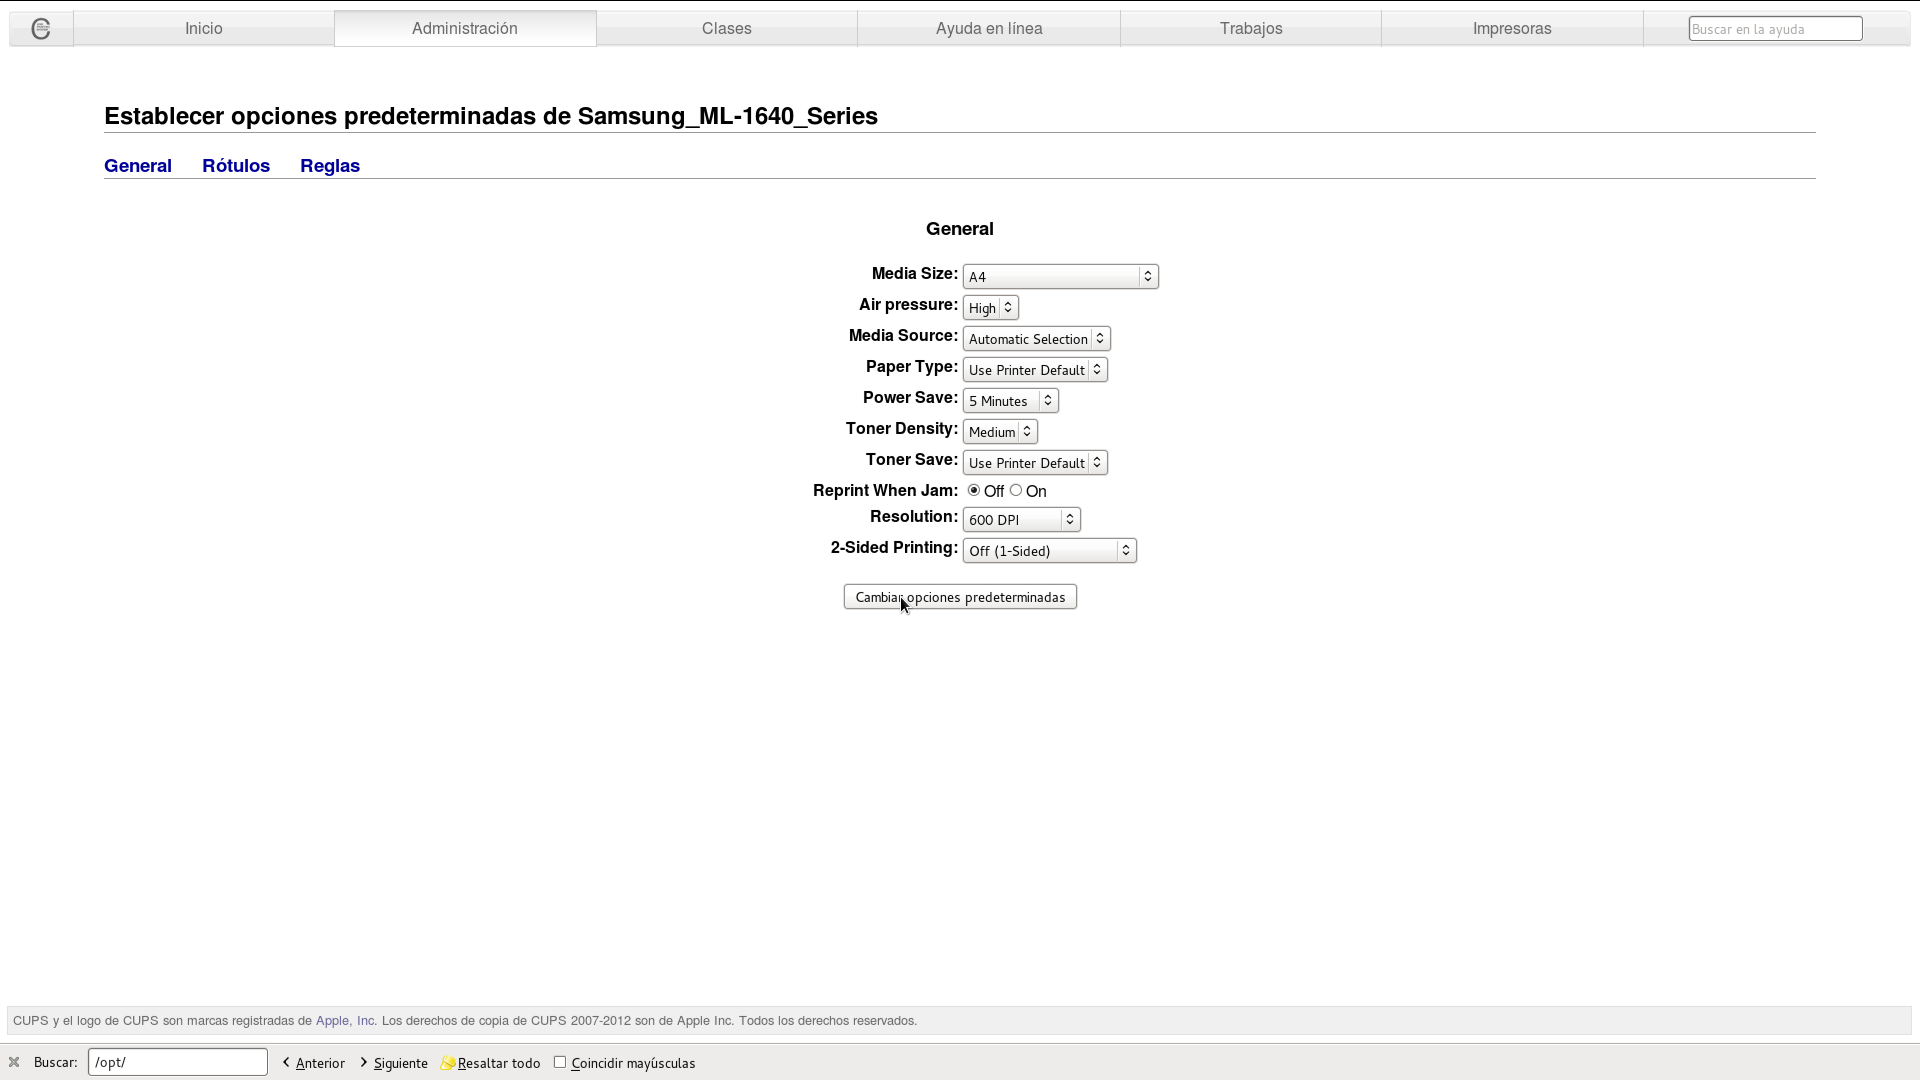 Inicio
Administración
Clases
Ayuda en línea
Trabajos
Impresoras
Buscar en la ayuda
Establecer opciones predeterminadas de Samsung_ML-1640_Series
General Rótulos Reglas
General
Media Size: A4
Air pressure: High
Media Source: Automatic Selection
Paper Type: Use Printer Default
Power Save: 5 Minutes
Toner Density: Medium
Toner Save: Use Printer Default
Reprint When Jam: Off On
Resolution: 600 DPI
2-Sided Printing: Off (1-Sided)
Cambiar opciones predeterminadas
CUPS y el logo de CUPS son marcas registradas de Apple, Inc. Los derechos de copia de CUPS 2007-2012 son de Apple Inc. Todos los derechos reservados.
Buscar: /opt/ Anterior Siguiente Resaltar todo Coincidir mayúsculas